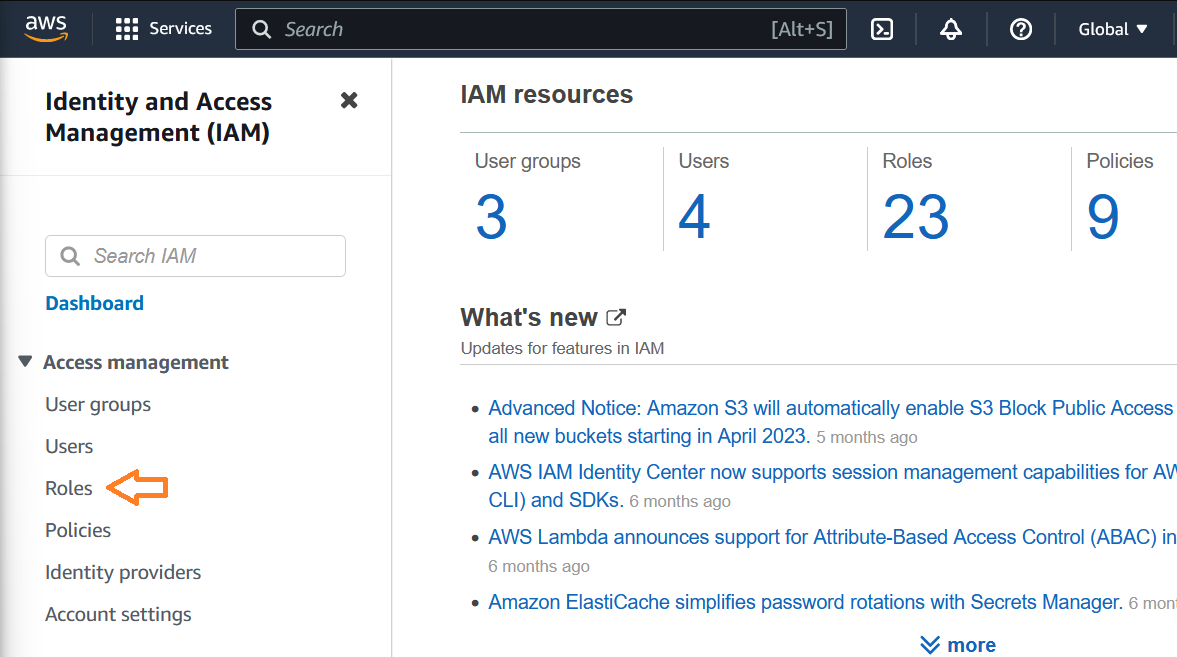 aws
Services
Search
[Alt+S]
Global
Identity and Access
Management (IAM)
Search IAM
Dashboard
Access management
User groups
Users
Roles
Policies
Identity providers
Account settings
IAM resources
User groups
3
Users
4
Roles
23
Policies
9
What's new
Updates for features in IAM
Advanced Notice: Amazon S3 will automatically enable S3 Block Public Access
all new buckets starting in April 2023. 5 months ago
AWS IAM Identity Center now supports session management capabilities for AW
CLI) and SDKs. 6 months ago
AWS Lambda announces support for Attribute-Based Access Control (ABAC) in
6 months ago
Amazon ElastiCache simplifies password rotations with Secrets Manager. 6 mont
more